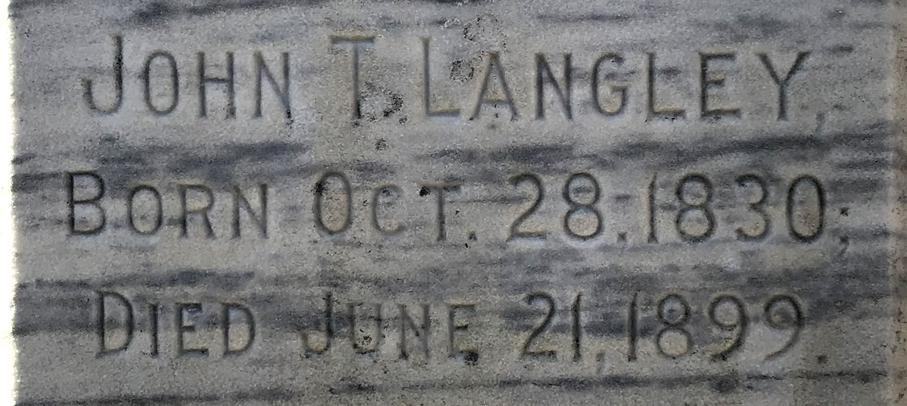 JOHN T. LANGLEY,
BORN OCT. 28, 1830;
DIED JUNE 21, 1899.